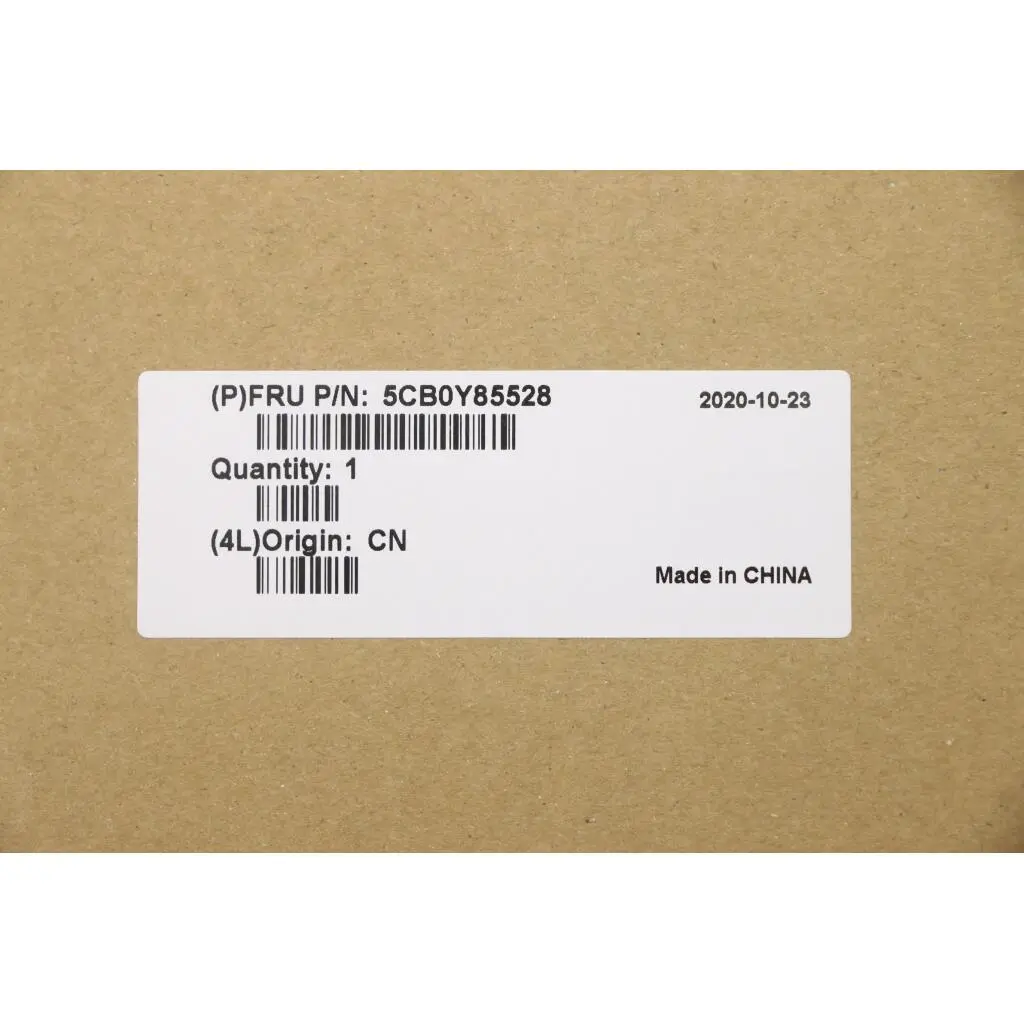 (P)FRU P/N: 5CB0Y85528
2020-10-23
Quantity: 1
(4L)Origin: CN
Made in CHINA